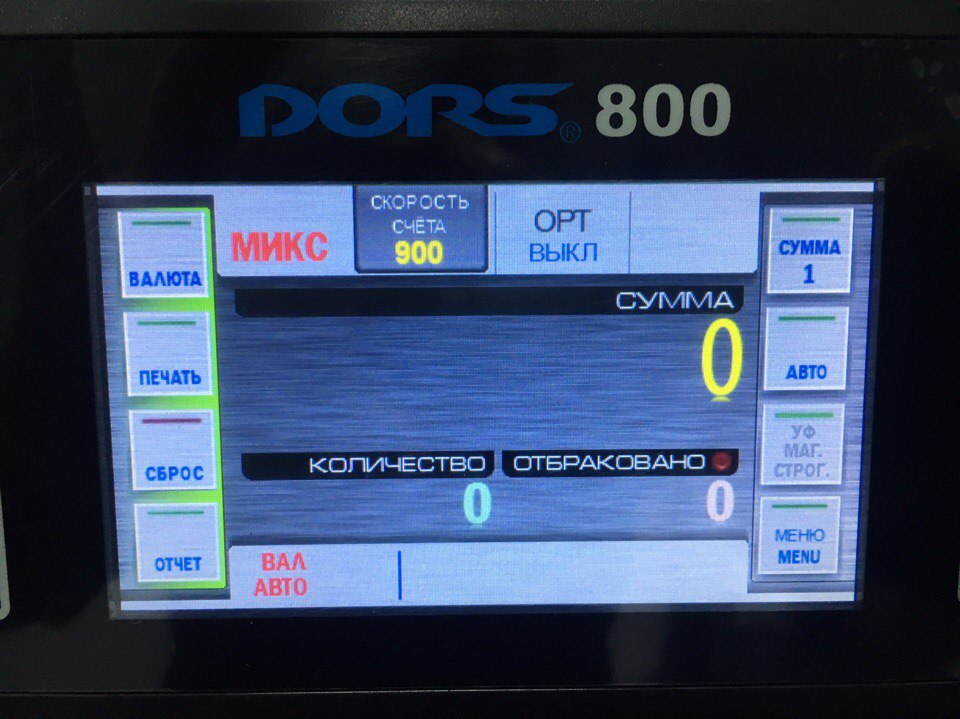 DORS® 800
ВАЛЮТА
ПЕЧАТЬ
СБРОС
ОТЧЕТ
МИКС
СКОРОСТЬ
СЧЁТА
900
ОРТ
ВЫКЛ
СУММА
0
КОЛИЧЕСТВО
0
ОТБРАКОВАНО
0
ВАЛ
АВТО
СУММА
1
АВТО
УФ
МАГ.
СТРОГ.
МЕНЮ
MENU